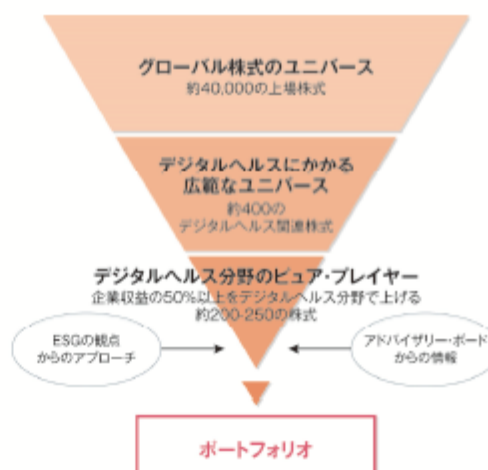 グローバル株式のユニバース
約40,000の上場株式
デジタルヘルスにかかる
広範なユニバース
約400の
デジタルヘルス関連株式
デジタルヘルス分野のピュア・プレイヤー
企業収益の50%以上をデジタルヘルス分野で上げる
約200-250の株式
ESGの観点
からのアプローチ
アドバイザリー・ボード
からの情報
ポートフォリオ